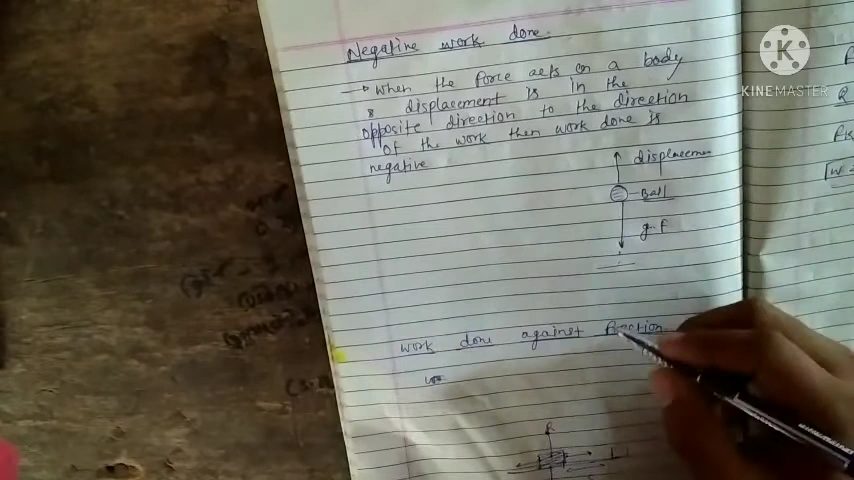 Negative work done.
→ when the force acts on a body
& displacement is in the
opposite direction to the direction
of the work then work done is
negative
displacemen
Ball
g.F
work done against friction
R
K
KINEMASTER